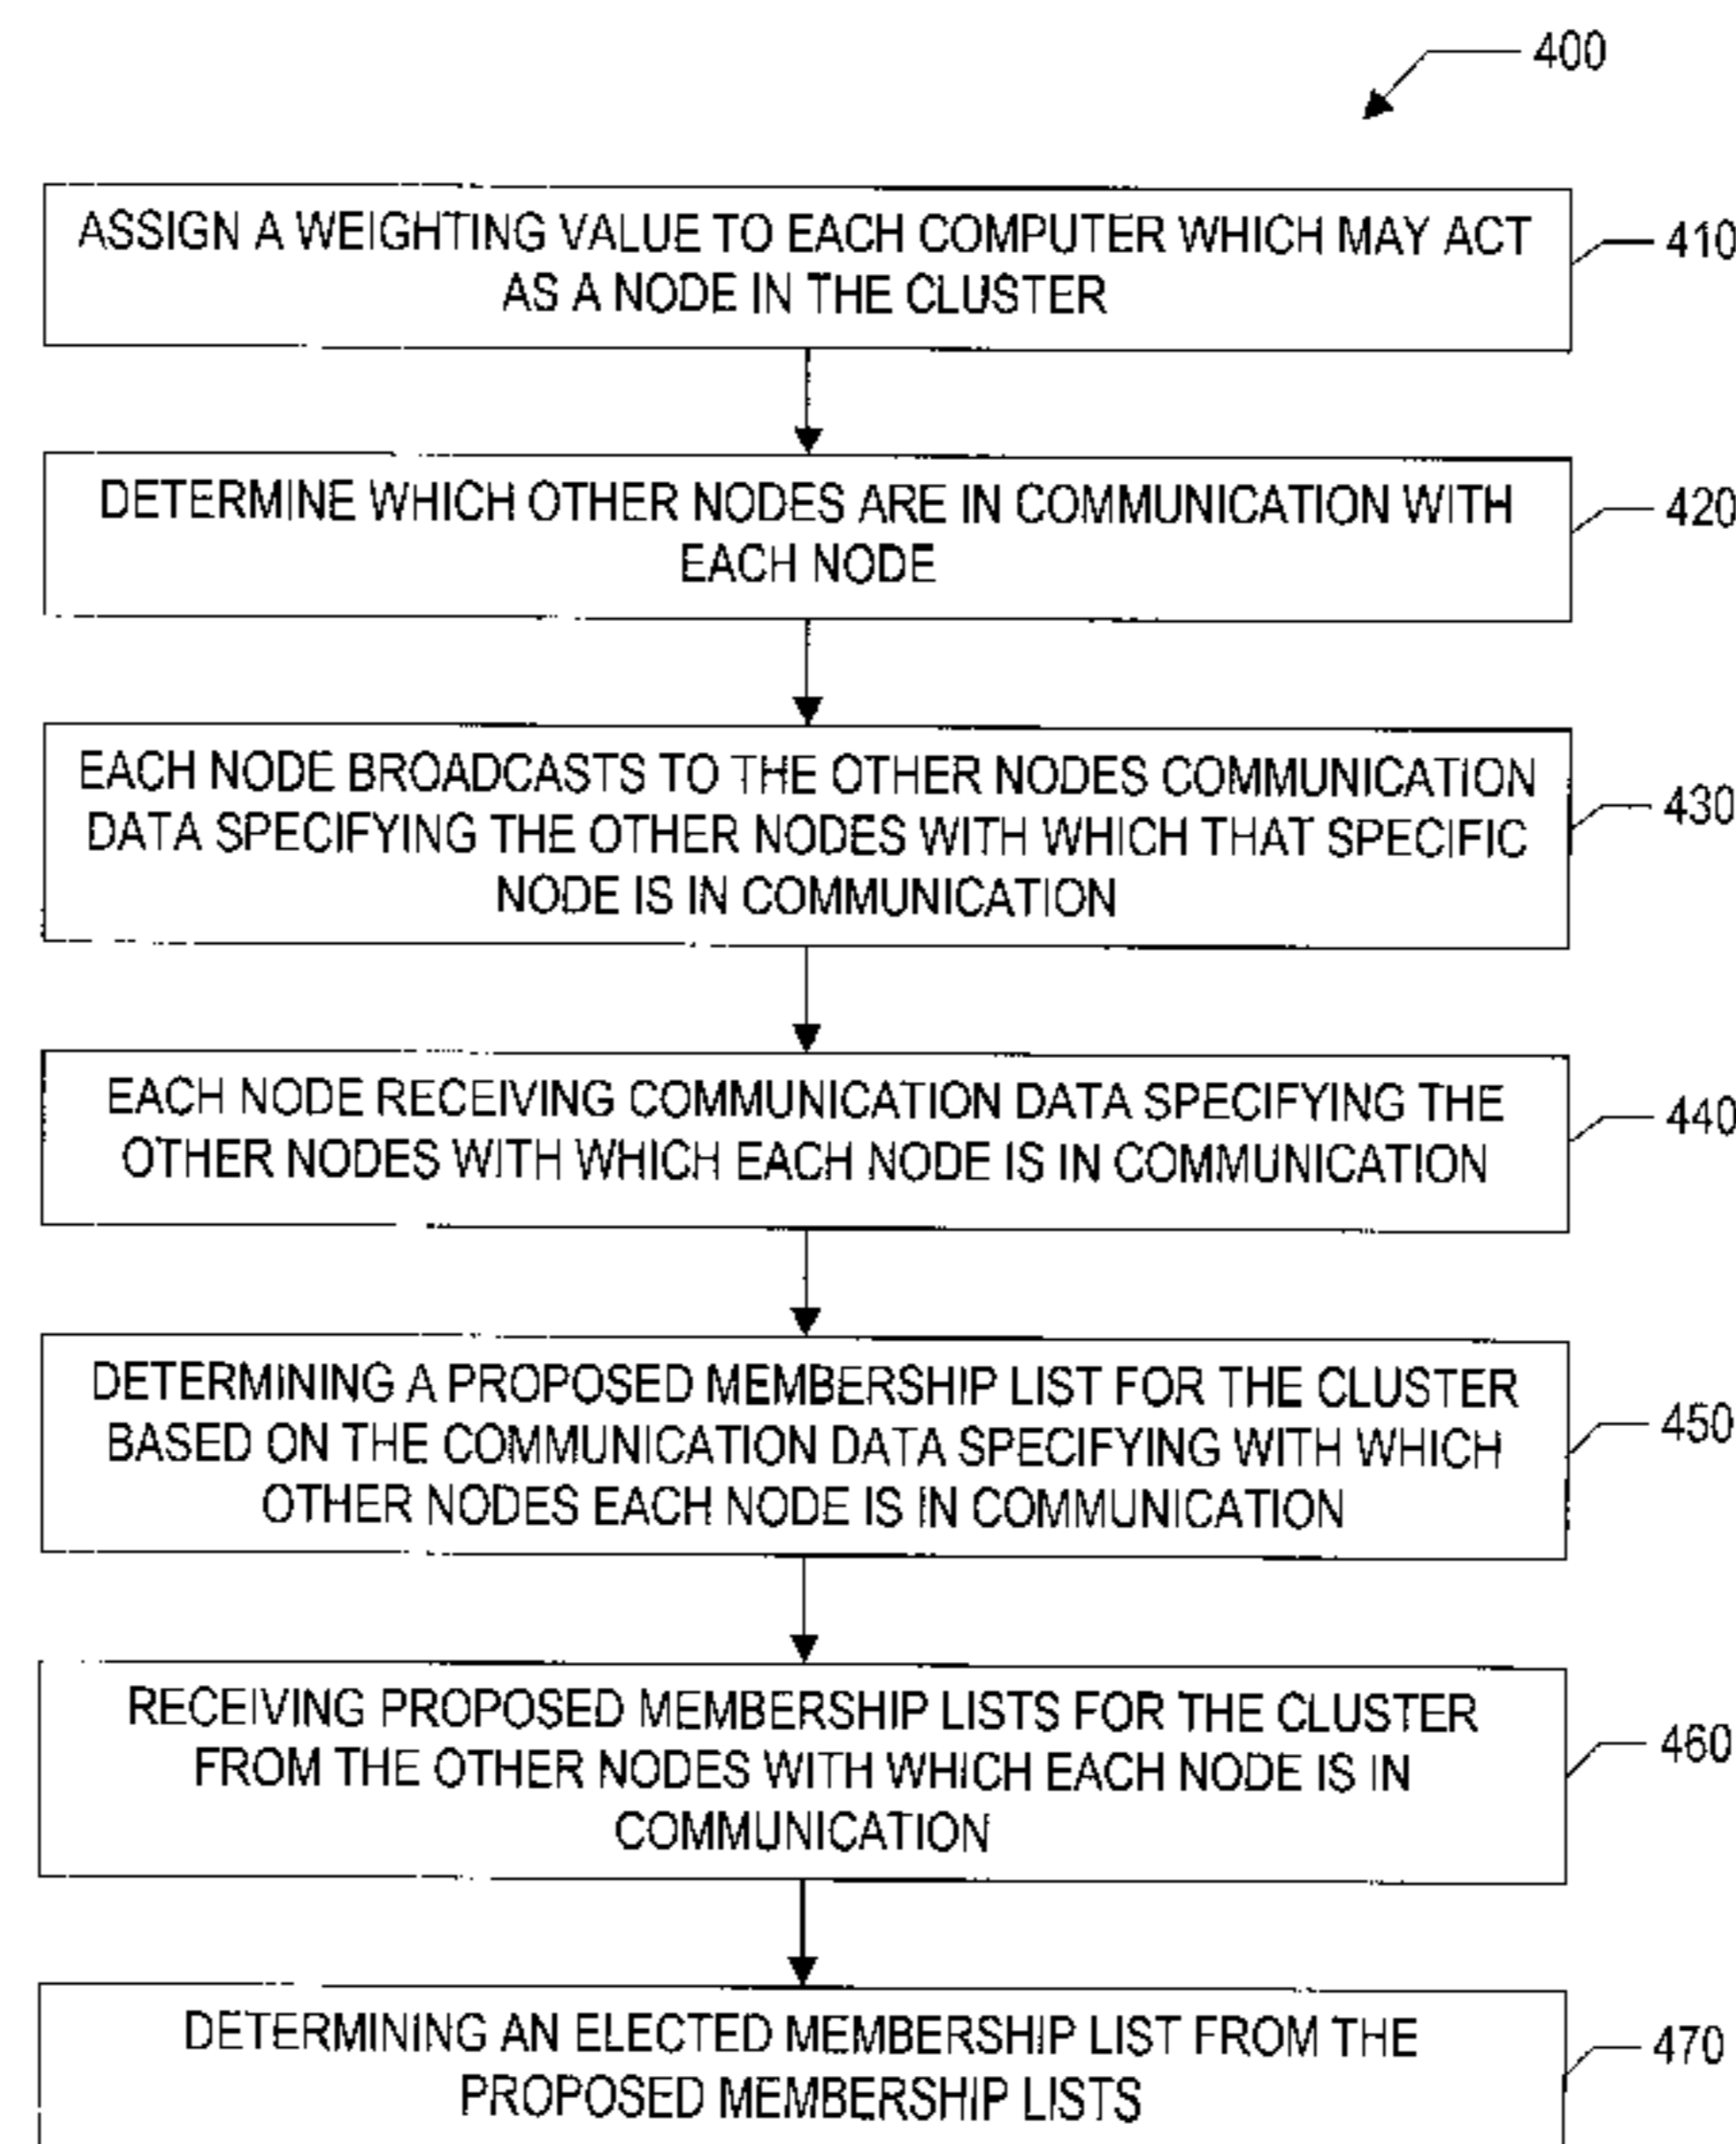 400
ASSIGN A WEIGHTING VALUE TO EACH COMPUTER WHICH MAY ACT
AS A NODE IN THE CLUSTER
410
DETERMINE WHICH OTHER NODES ARE IN COMMUNICATION WITH
EACH NODE
420
EACH NODE BROADCASTS TO THE OTHER NODES COMMUNICATION
DATA SPECIFYING THE OTHER NODES WITH WHICH THAT SPECIFIC
NODE IS IN COMMUNICATION
430
EACH NODE RECEIVING COMMUNICATION DATA SPECIFYING THE
OTHER NODES WITH WHICH EACH NODE IS IN COMMUNICATION
440
DETERMINING A PROPOSED MEMBERSHIP LIST FOR THE CLUSTER
BASED ON THE COMMUNICATION DATA SPECIFYING WITH WHICH
OTHER NODES EACH NODE IS IN COMMUNICATION
450
RECEIVING PROPOSED MEMBERSHIP LISTS FOR THE CLUSTER
FROM THE OTHER NODES WITH WHICH EACH NODE IS IN
COMMUNICATION
460
DETERMINING AN ELECTED MEMBERSHIP LIST FROM THE
PROPOSED MEMBERSHIP LISTS
470